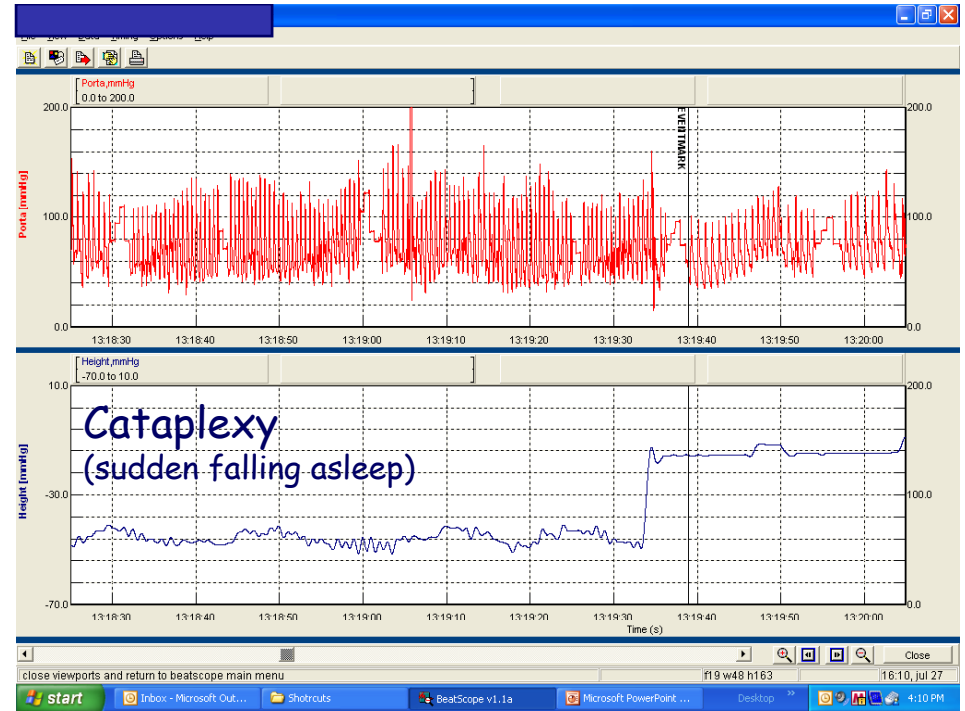 File View Data Timing Options Help
Porta,mmHg
0.0 to 200.0
200.0
200.0
EVENTMARK
Porta [mmHg]
100.0
100.0
0.0
0.0
13:18:30 13:18:40 13:18:50 13:19:00 13:19:10 13:19:20 13:19:30 13:19:40 13:19:50 13:20:00
Height,mmHg
-70.0 to 10.0
10.0
200.0
Cataplexy
(sudden falling asleep)
Height [mmHg]
-30.0
100.0
-70.0
0.0
13:18:30 13:18:40 13:18:50 13:19:00 13:19:10 13:19:20 13:19:30 13:19:40 13:19:50 13:20:00
Time (s)
Close
close viewports and return to beatscope main menu
f19 w48 h163
16:10, jul 27
start
Inbox - Microsoft Out...
Shotrcuts
BeatScope v1.1a
Microsoft PowerPoint ...
Desktop »
4:10 PM